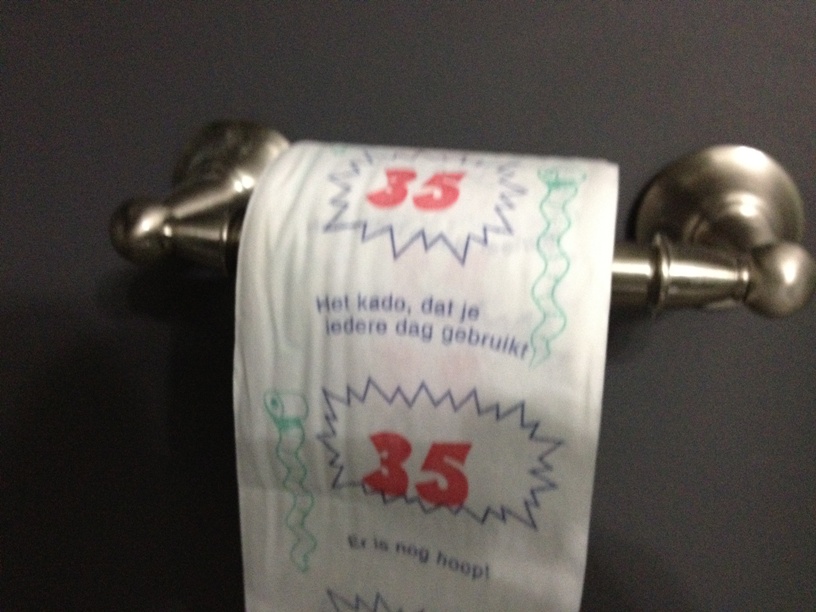 35
Het kado, dat je
iedere dag gebruikt
35
Er is nog hoop!